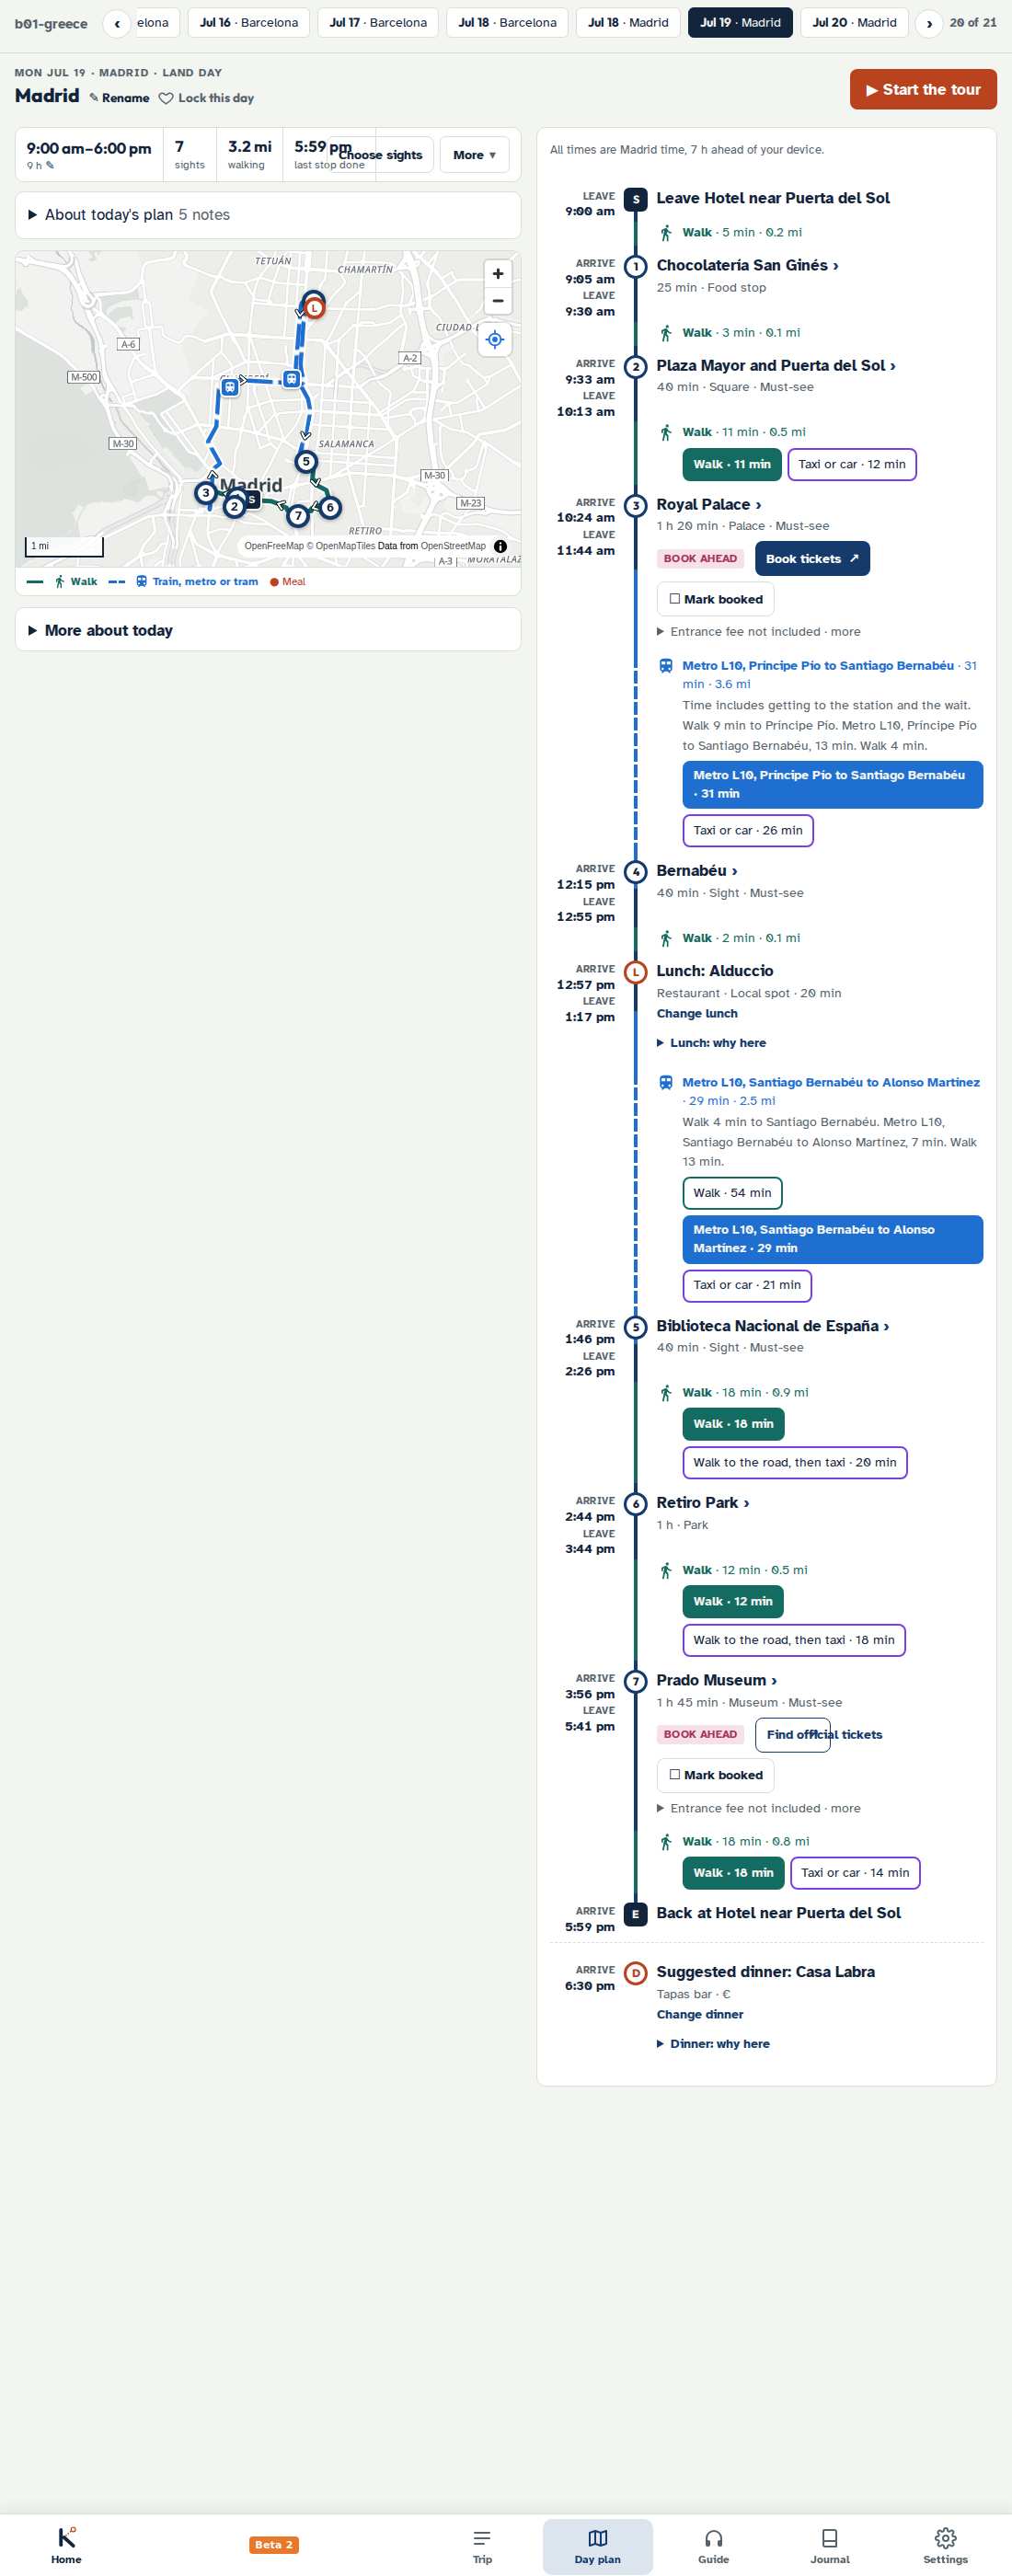 b01-greece
‹
elona
Jul 16 · Barcelona
Jul 17 · Barcelona
Jul 18 · Barcelona
Jul 18 · Madrid
Jul 19 · Madrid
Jul 20 · Madrid
›
20 of 21
MON JUL 19 · MADRID · LAND DAY
Madrid
✎ Rename
Lock this day
▶ Start the tour
9:00 am–6:00 pm
9 h ✎
7
sights
3.2 mi
walking
5:59 pm
last stop done
Choose sights
More ▾
▶ About today's plan 5 notes
TETUÁN
CHAMARTÍN
L
CIUDAD L
A-6
A-2
M-500
M-30
SALAMANCA
5
Madrid
M-30
3
2
S
7
6
M-23
RETIRO
1 mi
OpenFreeMap © OpenMapTiles Data from OpenStreetMap
A-3
MORATALAZ
+
−
Walk
Train, metro or tram
Meal
▶ More about today
All times are Madrid time, 7 h ahead of your device.
LEAVE
9:00 am
S
Leave Hotel near Puerta del Sol
Walk · 5 min · 0.2 mi
ARRIVE
9:05 am
LEAVE
9:30 am
1
Chocolatería San Ginés ›
25 min · Food stop
Walk · 3 min · 0.1 mi
ARRIVE
9:33 am
LEAVE
10:13 am
2
Plaza Mayor and Puerta del Sol ›
40 min · Square · Must-see
Walk · 11 min · 0.5 mi
Walk · 11 min
Taxi or car · 12 min
ARRIVE
10:24 am
LEAVE
11:44 am
3
Royal Palace ›
1 h 20 min · Palace · Must-see
BOOK AHEAD
Book tickets ↗
☐ Mark booked
▶ Entrance fee not included · more
Metro L10, Príncipe Pío to Santiago Bernabéu · 31
min · 3.6 mi
Time includes getting to the station and the wait.
Walk 9 min to Príncipe Pío. Metro L10, Príncipe Pío
to Santiago Bernabéu, 13 min. Walk 4 min.
Metro L10, Príncipe Pío to Santiago Bernabéu
· 31 min
Taxi or car · 26 min
ARRIVE
12:15 pm
LEAVE
12:55 pm
4
Bernabéu ›
40 min · Sight · Must-see
Walk · 2 min · 0.1 mi
ARRIVE
12:57 pm
LEAVE
1:17 pm
L
Lunch: Alduccio
Restaurant · Local spot · 20 min
Change lunch
▶ Lunch: why here
Metro L10, Santiago Bernabéu to Alonso Martínez
· 29 min · 2.5 mi
Walk 4 min to Santiago Bernabéu. Metro L10,
Santiago Bernabéu to Alonso Martínez, 7 min. Walk
13 min.
Walk · 54 min
Metro L10, Santiago Bernabéu to Alonso
Martínez · 29 min
Taxi or car · 21 min
ARRIVE
1:46 pm
LEAVE
2:26 pm
5
Biblioteca Nacional de España ›
40 min · Sight · Must-see
Walk · 18 min · 0.9 mi
Walk · 18 min
Walk to the road, then taxi · 20 min
ARRIVE
2:44 pm
LEAVE
3:44 pm
6
Retiro Park ›
1 h · Park
Walk · 12 min · 0.5 mi
Walk · 12 min
Walk to the road, then taxi · 18 min
ARRIVE
3:56 pm
LEAVE
5:41 pm
7
Prado Museum ›
1 h 45 min · Museum · Must-see
BOOK AHEAD
Find official tickets ↗
☐ Mark booked
▶ Entrance fee not included · more
Walk · 18 min · 0.8 mi
Walk · 18 min
Taxi or car · 14 min
ARRIVE
5:59 pm
E
Back at Hotel near Puerta del Sol
ARRIVE
6:30 pm
D
Suggested dinner: Casa Labra
Tapas bar · €
Change dinner
▶ Dinner: why here
Home
Beta 2
Trip
Day plan
Guide
Journal
Settings